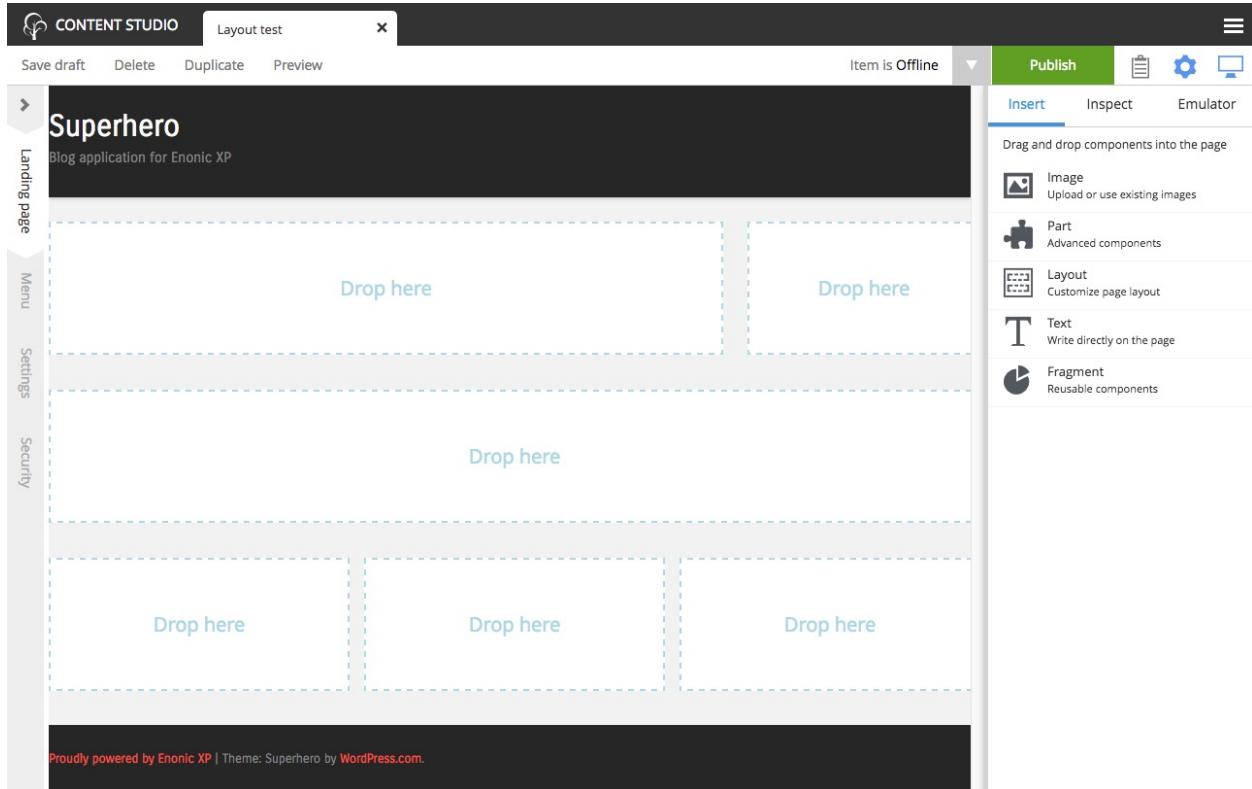 CONTENT STUDIO
Layout test
Save draft Delete Duplicate Preview Item is Offline Publish
Insert Inspect Emulator
Drag and drop components into the page
Image
Upload or use existing images
Part
Advanced components
Layout
Customize page layout
Text
Write directly on the page
Fragment
Reusable components
Landing page
Menu
Settings
Security
Superhero
Blog application for Enonic XP
Drop here Drop here
Drop here
Drop here Drop here Drop here
Proudly powered by Enonic XP | Theme: Superhero by WordPress.com.